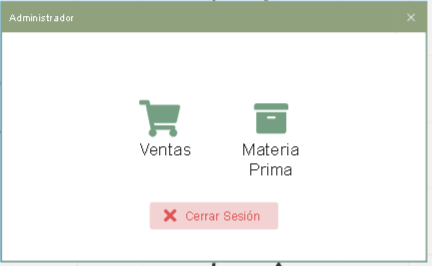 Administrador
Ventas
Materia
Prima
Cerrar Sesión